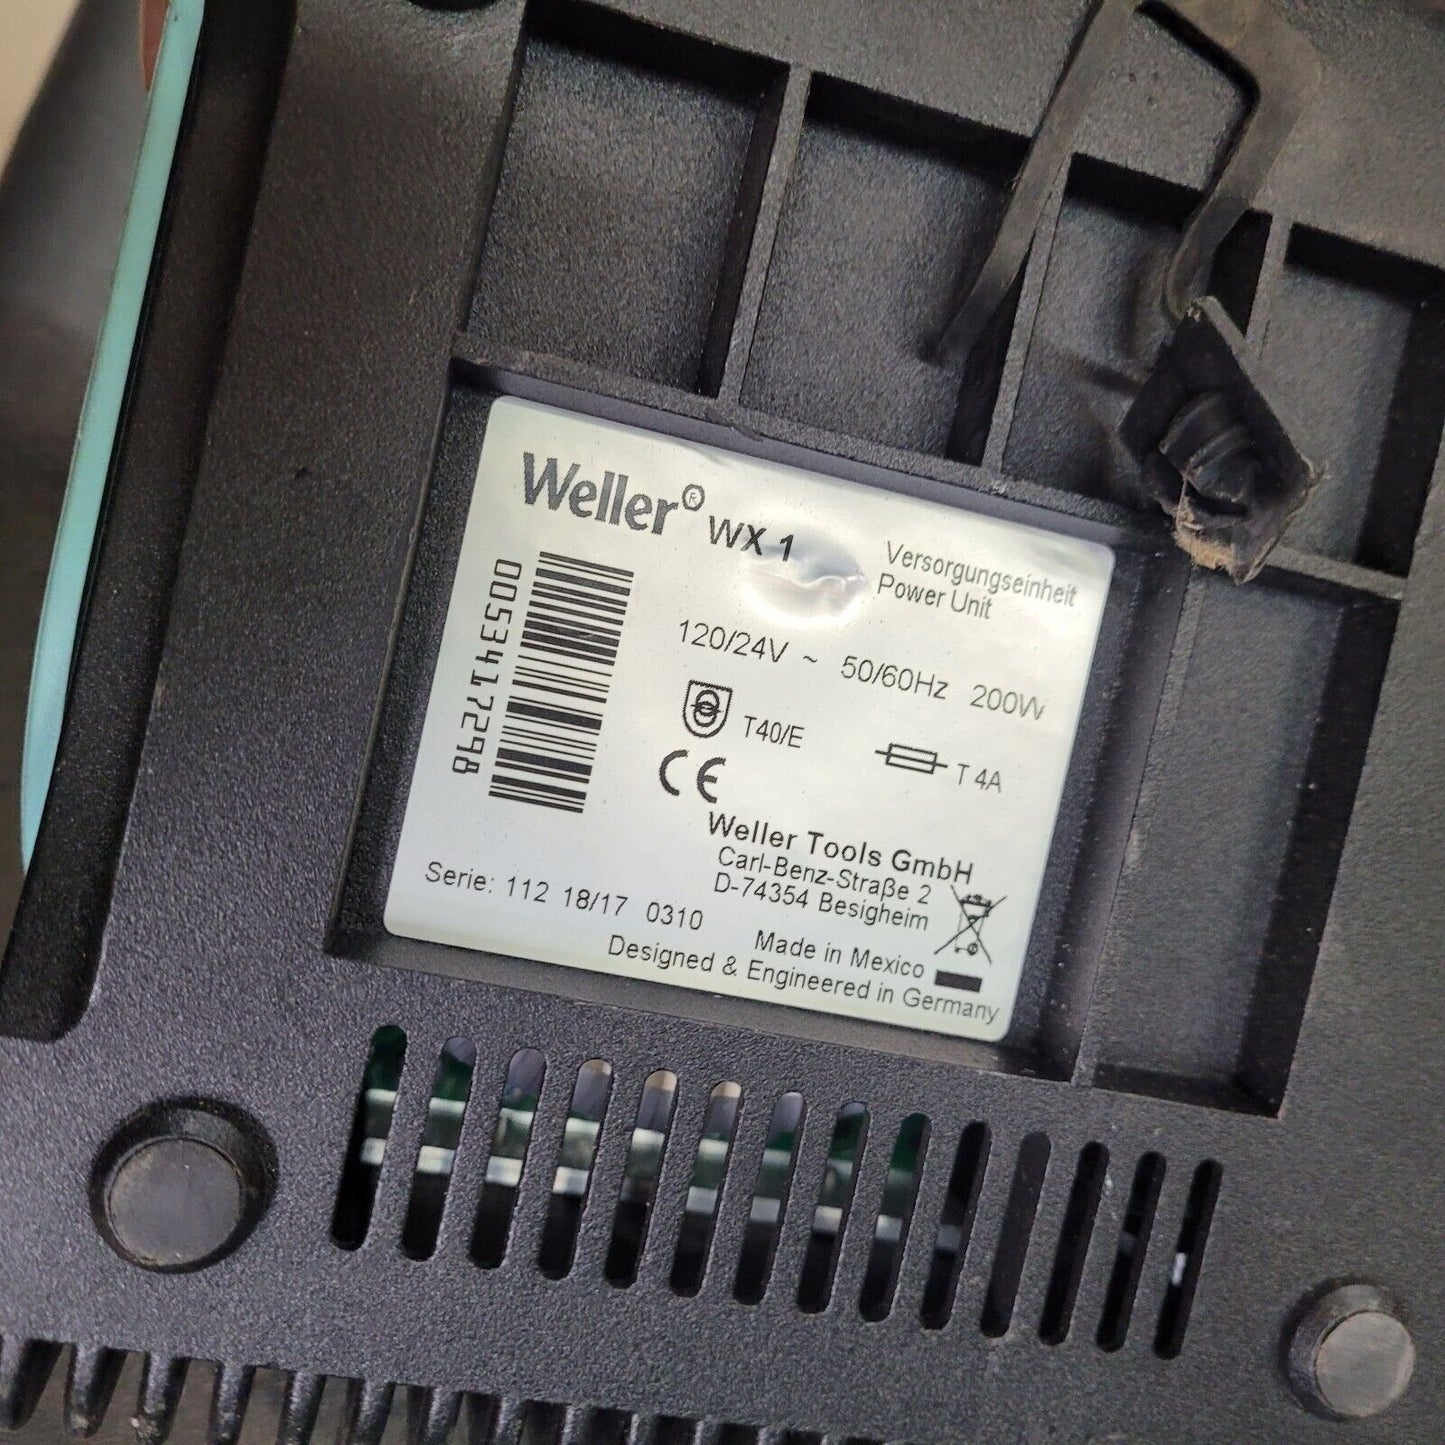 Weller® WX 1
Versorgungseinheit
Power Unit
0053417298
120/24V ~ 50/60Hz 200W
T40/E
T 4A
CE
Weller Tools GmbH
Carl-Benz-Straße 2
D-74354 Besigheim
Serie: 112 18/17 0310
Made in Mexico
Designed & Engineered in Germany